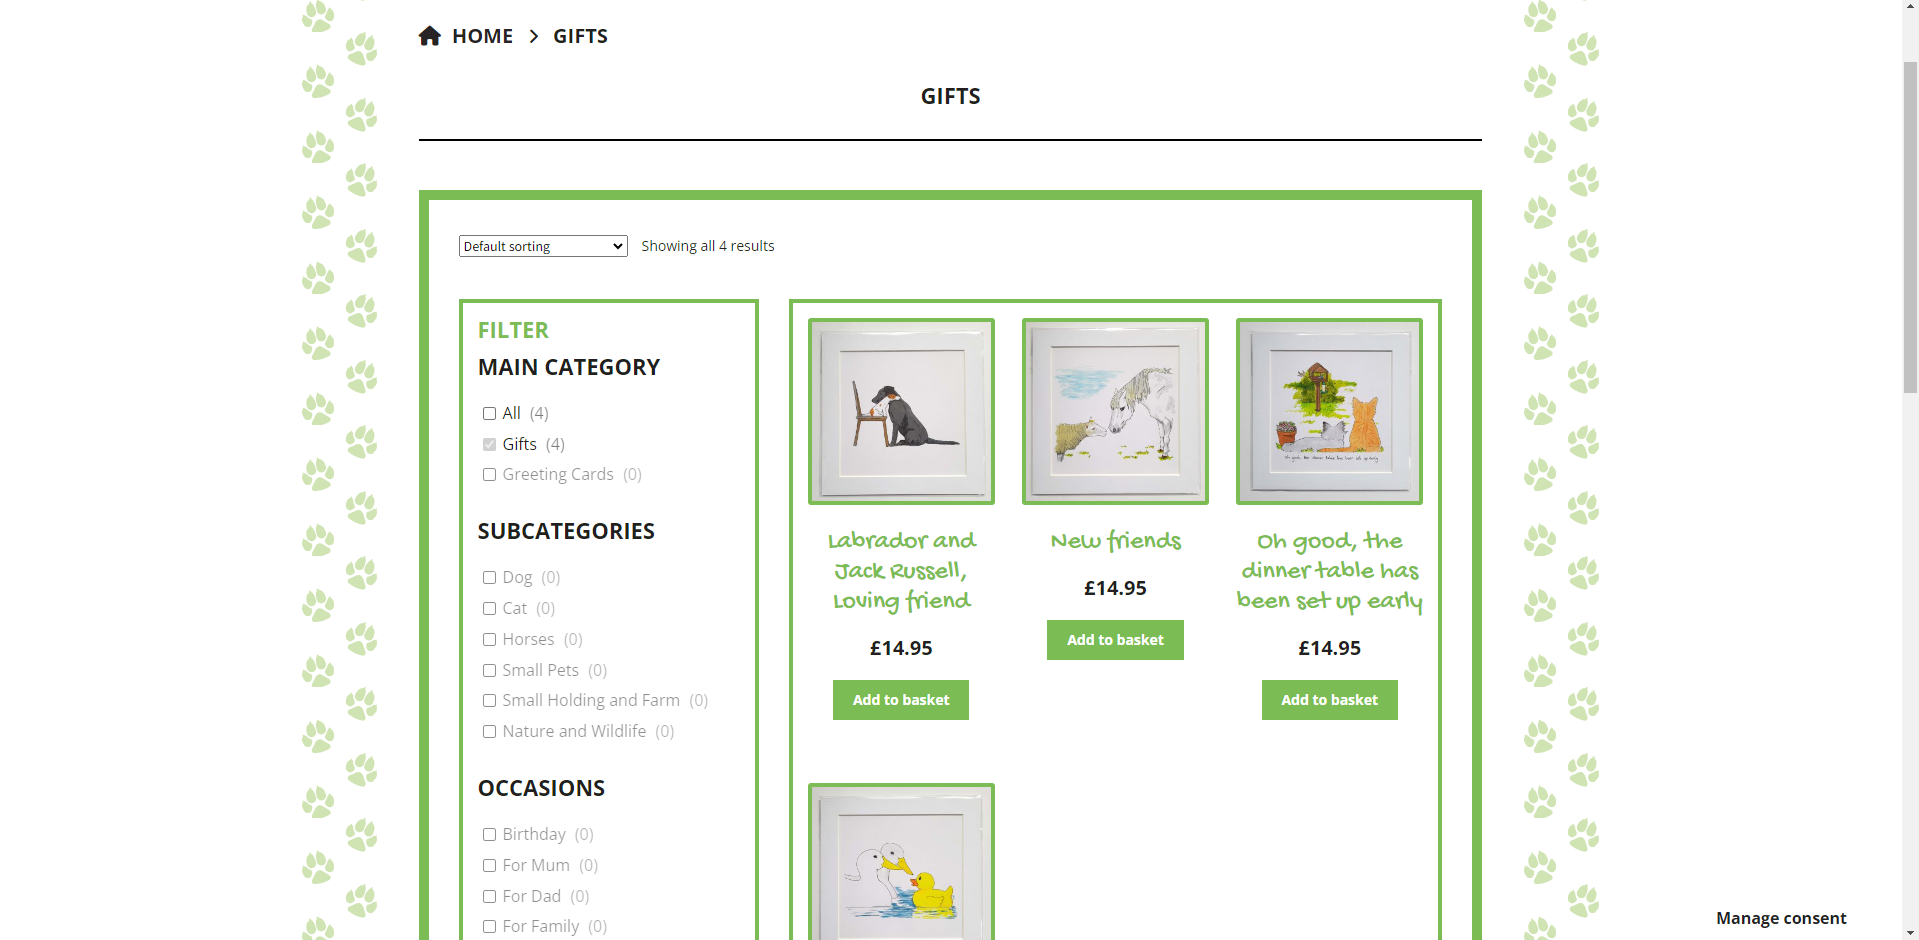 HOME > GIFTS
GIFTS
Default sorting
Showing all 4 results
FILTER
MAIN CATEGORY
All (4)
Gifts (4)
Greeting Cards (0)
SUBCATEGORIES
Dog (0)
Cat (0)
Horses (0)
Small Pets (0)
Small Holding and Farm (0)
Nature and Wildlife (0)
OCCASIONS
Birthday (0)
For Mum (0)
For Dad (0)
For Family (0)
Labrador and
Jack Russell,
Loving friend
£14.95
Add to basket
New friends
£14.95
Add to basket
Oh good, the
dinner table has
been set up early
£14.95
Add to basket
Manage consent